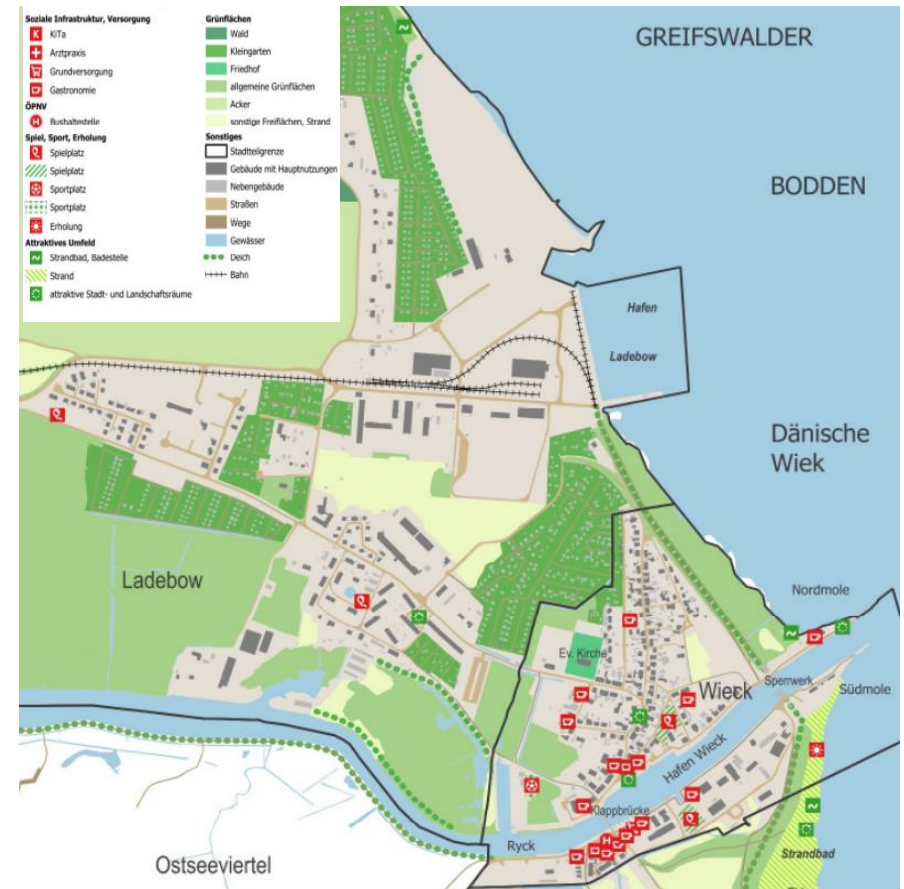 Soziale Infrastruktur, Versorgung
K KiTa
Arztpraxis
Grundversorgung
Gastronomie
ÖPNV
H Bushaltestelle
Spiel, Sport, Erholung
Spielplatz
Spielplatz
Sportplatz
Sportplatz
Erholung
Attraktives Umfeld
Strandbad, Badestelle
Strand
attraktive Stadt- und Landschaftsräume
Grünflächen
Wald
Kleingarten
Friedhof
allgemeine Grünflächen
Acker
sonstige Freiflächen, Strand
Sonstiges
Stadtteilgrenze
Gebäude mit Hauptnutzungen
Nebengebäude
Straßen
Wege
Gewässer
Deich
Bahn
GREIFSWALDER
BODDEN
Hafen
Ladebow
Dänische
Wiek
Ladebow
Nordmole
Ev. Kirche
Wieck
Sperrwerk
Südmole
Hafen Wieck
Klappbrücke
H
Ryck
Strandbad
Ostseeviertel